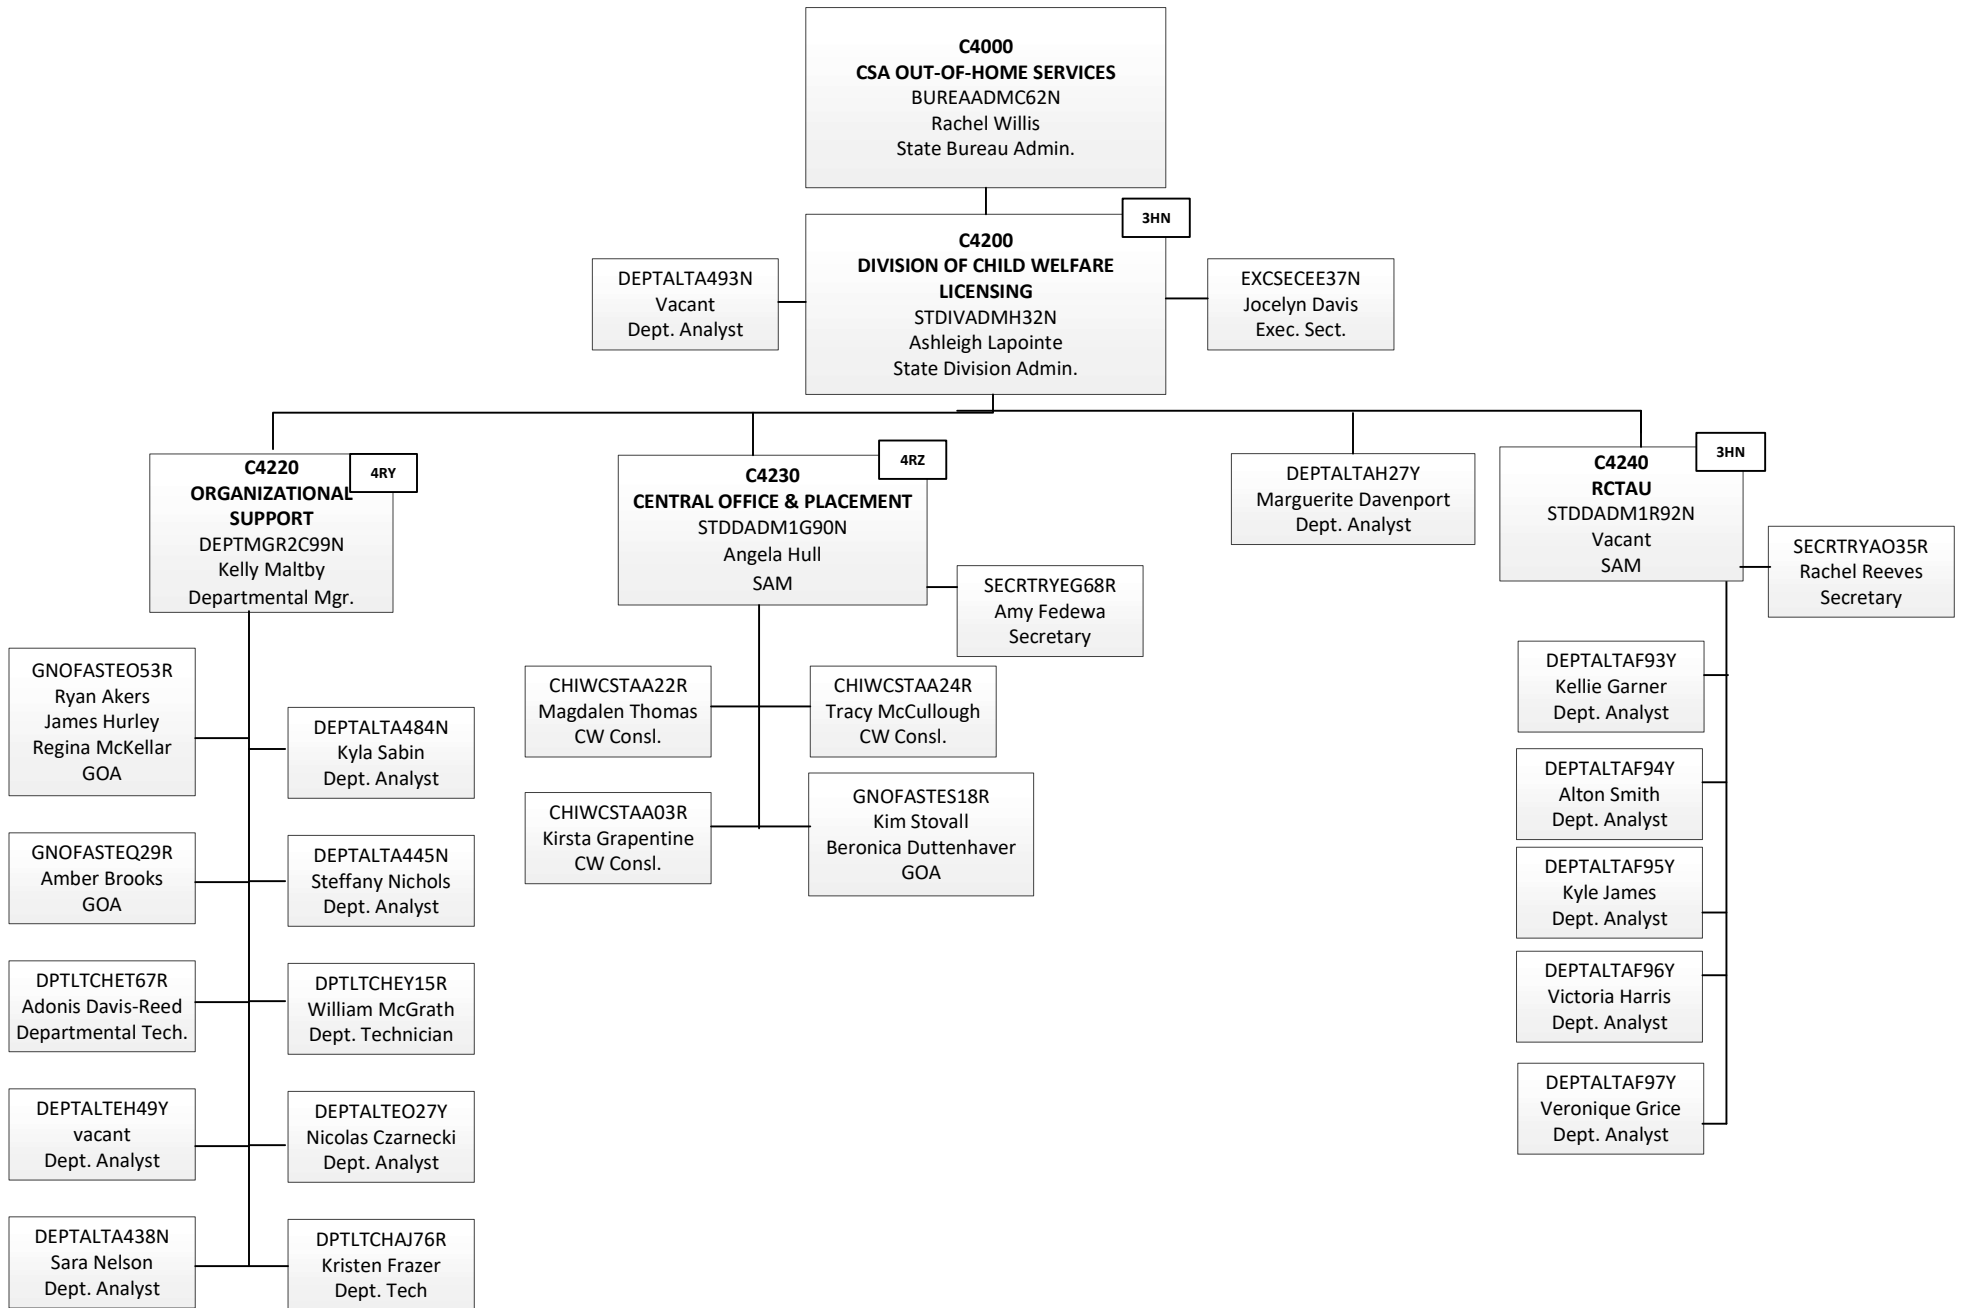 C4000
CSA OUT-OF-HOME SERVICES
BUREAADMC62N
Rachel Willis
State Bureau Admin.
3HN
C4200
DIVISION OF CHILD WELFARE
LICENSING
STDIVADMH32N
Ashleigh Lapointe
State Division Admin.
DEPTALTA493N
Vacant
Dept. Analyst
EXCSECEE37N
Jocelyn Davis
Exec. Sect.
4RY
C4220
ORGANIZATIONAL
SUPPORT
DEPTMGR2C99N
Kelly Maltby
Departmental Mgr.
4RZ
C4230
CENTRAL OFFICE & PLACEMENT
STDDADM1G90N
Angela Hull
SAM
DEPTALTAH27Y
Marguerite Davenport
Dept. Analyst
3HN
C4240
RCTAU
STDDADM1R92N
Vacant
SAM
SECRTRYEG68R
Amy Fedewa
Secretary
SECRTRYAO35R
Rachel Reeves
Secretary
GNOFASTEO53R
Ryan Akers
James Hurley
Regina McKellar
GOA
DEPTALTA484N
Kyla Sabin
Dept. Analyst
GNOFASTEQ29R
Amber Brooks
GOA
DEPTALTA445N
Steffany Nichols
Dept. Analyst
DPTLTCHET67R
Adonis Davis-Reed
Departmental Tech.
DPTLTCHEY15R
William McGrath
Dept. Technician
DEPTALTEH49Y
vacant
Dept. Analyst
DEPTALTEO27Y
Nicolas Czarnecki
Dept. Analyst
DEPTALTA438N
Sara Nelson
Dept. Analyst
DPTLTCHAJ76R
Kristen Frazer
Dept. Tech
CHIWCSTAA22R
Magdalen Thomas
CW Consl.
CHIWCSTAA24R
Tracy McCullough
CW Consl.
CHIWCSTAA03R
Kirsta Grapentine
CW Consl.
GNOFASTES18R
Kim Stovall
Beronica Duttenhaver
GOA
DEPTALTAF93Y
Kellie Garner
Dept. Analyst
DEPTALTAF94Y
Alton Smith
Dept. Analyst
DEPTALTAF95Y
Kyle James
Dept. Analyst
DEPTALTAF96Y
Victoria Harris
Dept. Analyst
DEPTALTAF97Y
Veronique Grice
Dept. Analyst